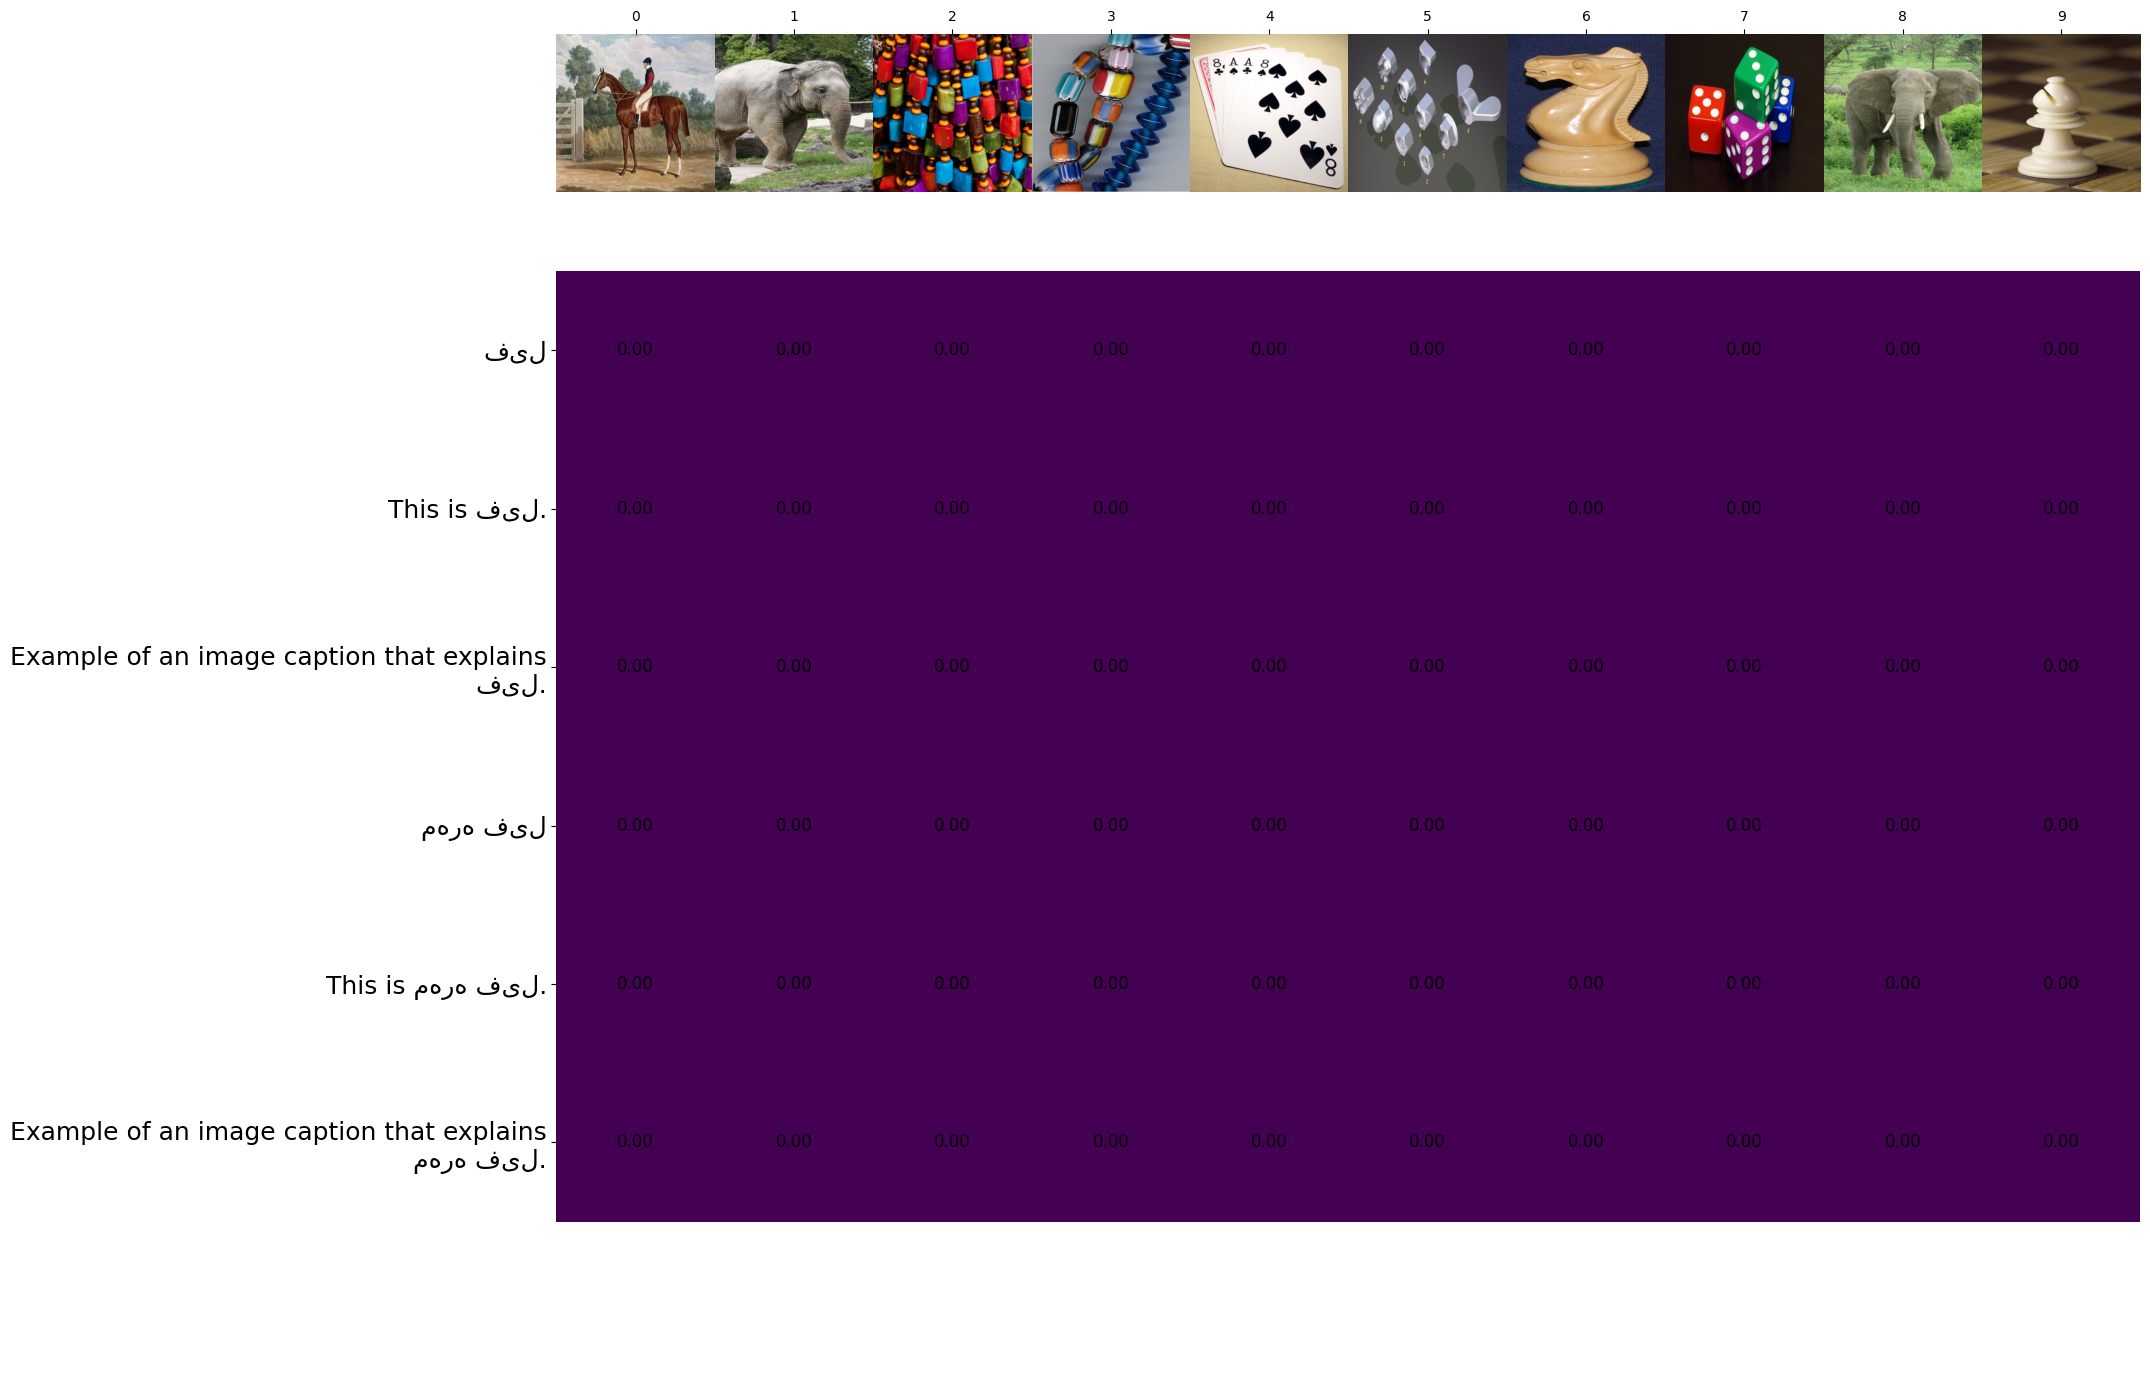 0 1 2 3 4 5 6 7 8 9
8 A A 8
8
فیل 0.00 0.00 0.00 0.00 0.00 0.00 0.00 0.00 0.00 0.00
This is فیل. 0.00 0.00 0.00 0.00 0.00 0.00 0.00 0.00 0.00 0.00
Example of an image caption that explains
فیل. 0.00 0.00 0.00 0.00 0.00 0.00 0.00 0.00 0.00 0.00
مهره فیل 0.00 0.00 0.00 0.00 0.00 0.00 0.00 0.00 0.00 0.00
This is مهره فیل. 0.00 0.00 0.00 0.00 0.00 0.00 0.00 0.00 0.00 0.00
Example of an image caption that explains
مهره فیل. 0.00 0.00 0.00 0.00 0.00 0.00 0.00 0.00 0.00 0.00